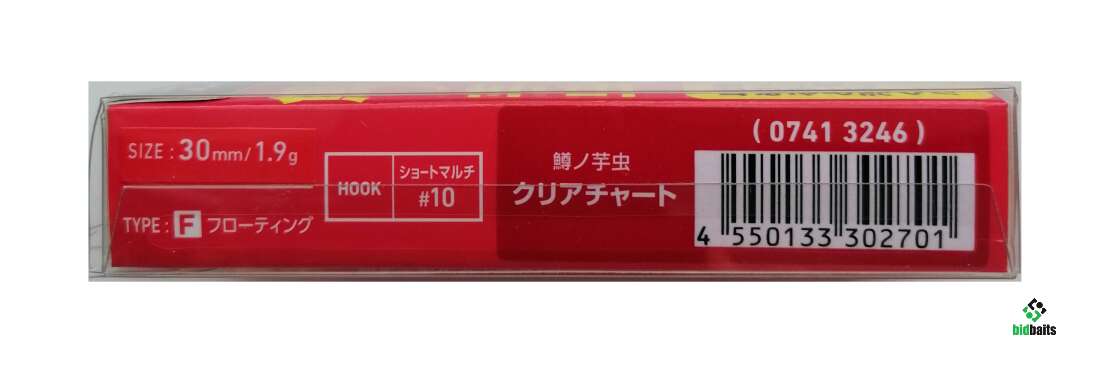 SIZE : 30mm/1.9g
TYPE : F フローティング
HOOK
ショートマルチ
#10
鱒ノ芋虫
クリアチャート
( 0741 3246 )
4 550133 302701
bidbaits